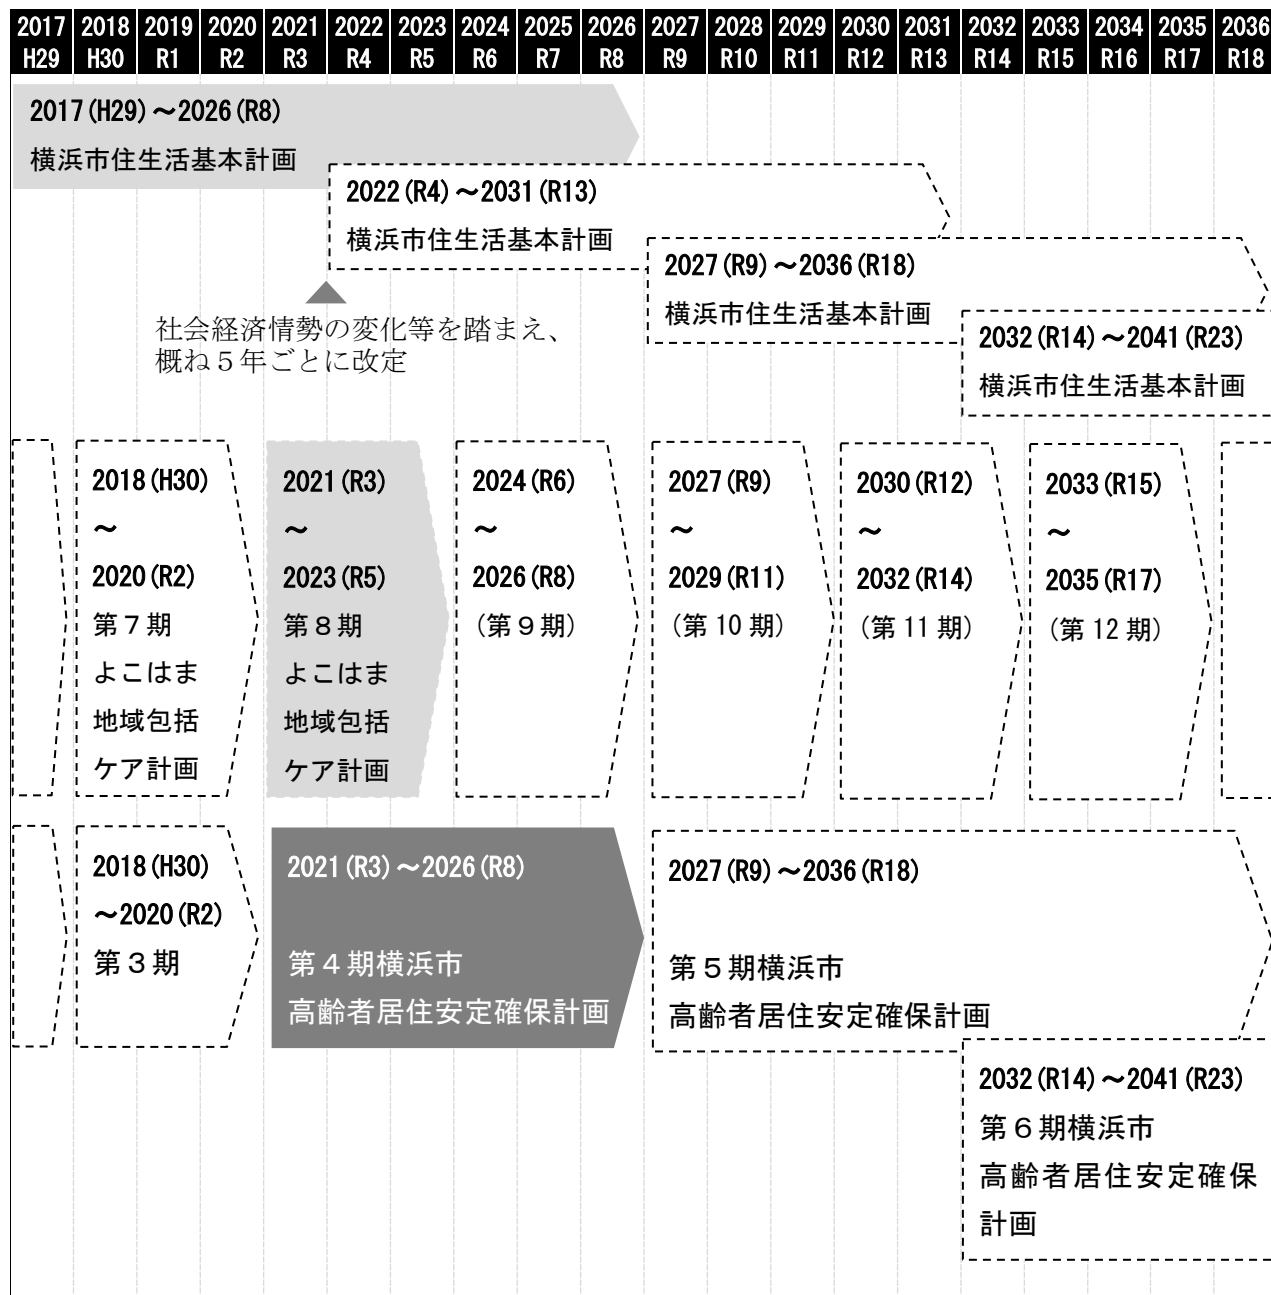 2017 2018 2019 2020 2021 2022 2023 2024 2025 2026 2027 2028 2029 2030 2031 2032 2033 2034 2035 2036
H29 H30 R1 R2 R3 R4 R5 R6 R7 R8 R9 R10 R11 R12 R13 R14 R15 R16 R17 R18
2017(H29)～2026(R8)
横浜市住生活基本計画
2022(R4)～2031(R13)
横浜市住生活基本計画
2027(R9)～2036(R18)
横浜市住生活基本計画
2032(R14)～2041(R23)
横浜市住生活基本計画
社会経済情勢の変化等を踏まえ、
概ね５年ごとに改定
2018(H30)
～
2020(R2)
第７期
よこはま
地域包括
ケア計画
2021(R3)
～
2023(R5)
第８期
よこはま
地域包括
ケア計画
2024(R6)
～
2026(R8)
（第９期）
2027(R9)
～
2029(R11)
（第 10 期）
2030(R12)
～
2032(R14)
（第 11 期）
2033(R15)
～
2035(R17)
（第 12 期）
2018(H30)
～2020(R2)
第３期
2021(R3)～2026(R8)
第４期横浜市
高齢者居住安定確保計画
2027(R9)～2036(R18)
第５期横浜市
高齢者居住安定確保計画
2032(R14)～2041(R23)
第６期横浜市
高齢者居住安定確保
計画